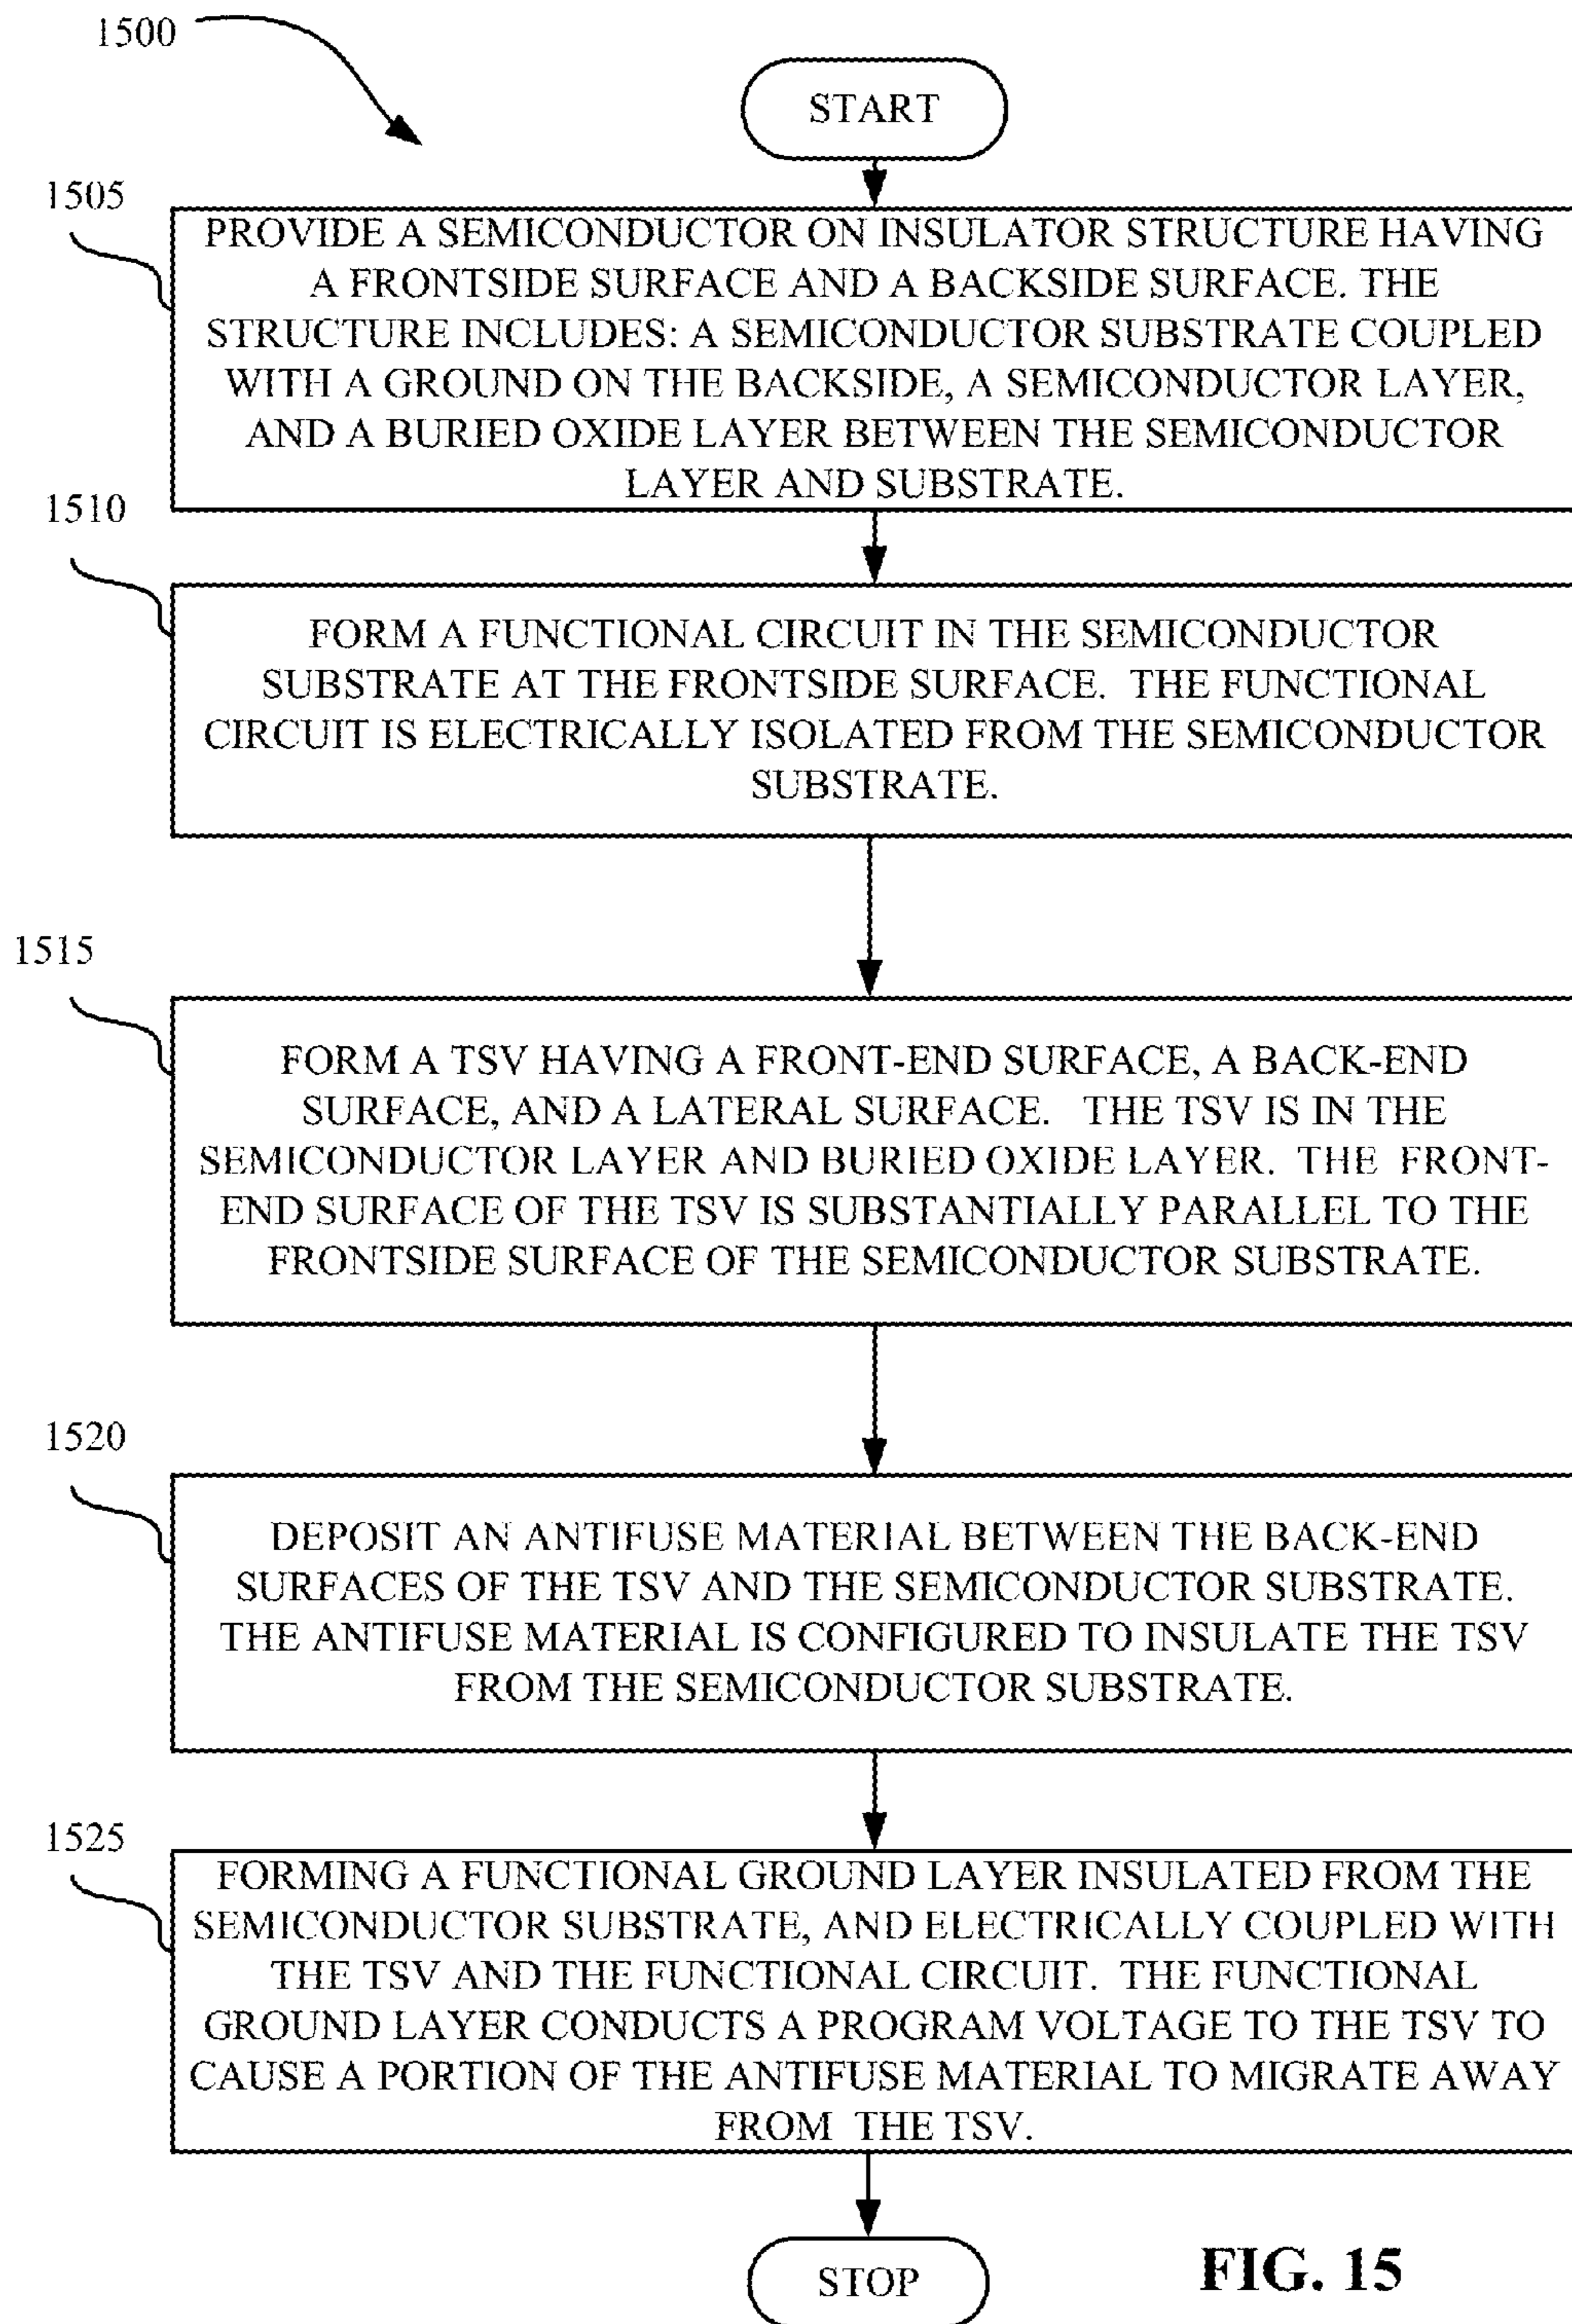 1500
START
1505
PROVIDE A SEMICONDUCTOR ON INSULATOR STRUCTURE HAVING
A FRONTSIDE SURFACE AND A BACKSIDE SURFACE. THE
STRUCTURE INCLUDES: A SEMICONDUCTOR SUBSTRATE COUPLED
WITH A GROUND ON THE BACKSIDE, A SEMICONDUCTOR LAYER,
AND A BURIED OXIDE LAYER BETWEEN THE SEMICONDUCTOR
LAYER AND SUBSTRATE.
1510
FORM A FUNCTIONAL CIRCUIT IN THE SEMICONDUCTOR
SUBSTRATE AT THE FRONTSIDE SURFACE. THE FUNCTIONAL
CIRCUIT IS ELECTRICALLY ISOLATED FROM THE SEMICONDUCTOR
SUBSTRATE.
1515
FORM A TSV HAVING A FRONT-END SURFACE, A BACK-END
SURFACE, AND A LATERAL SURFACE. THE TSV IS IN THE
SEMICONDUCTOR LAYER AND BURIED OXIDE LAYER. THE FRONT-
END SURFACE OF THE TSV IS SUBSTANTIALLY PARALLEL TO THE
FRONTSIDE SURFACE OF THE SEMICONDUCTOR SUBSTRATE.
1520
DEPOSIT AN ANTIFUSE MATERIAL BETWEEN THE BACK-END
SURFACES OF THE TSV AND THE SEMICONDUCTOR SUBSTRATE.
THE ANTIFUSE MATERIAL IS CONFIGURED TO INSULATE THE TSV
FROM THE SEMICONDUCTOR SUBSTRATE.
1525
FORMING A FUNCTIONAL GROUND LAYER INSULATED FROM THE
SEMICONDUCTOR SUBSTRATE, AND ELECTRICALLY COUPLED WITH
THE TSV AND THE FUNCTIONAL CIRCUIT. THE FUNCTIONAL
GROUND LAYER CONDUCTS A PROGRAM VOLTAGE TO THE TSV TO
CAUSE A PORTION OF THE ANTIFUSE MATERIAL TO MIGRATE AWAY
FROM THE TSV.
STOP
FIG. 15